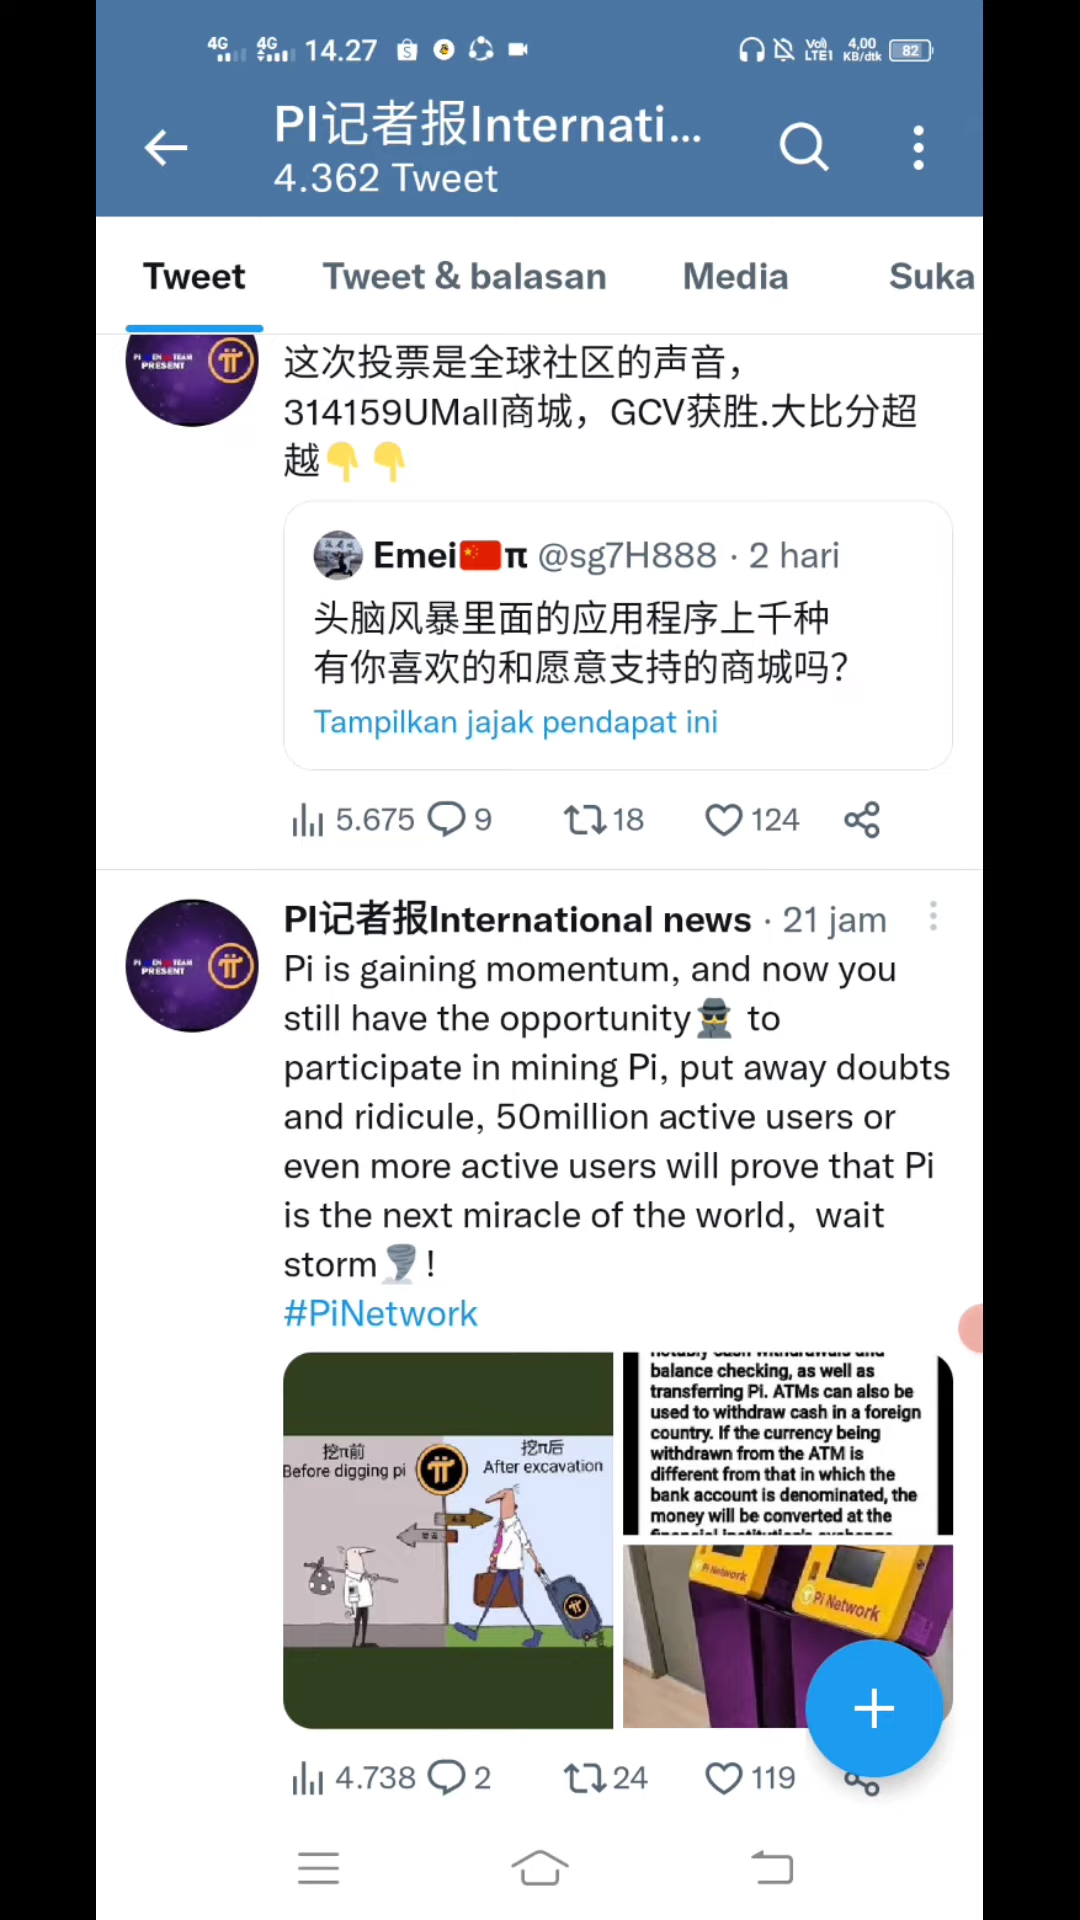 4G 4G 14.27 VoI) LTE1 4,00 KB/dtk 82
PI记者报Internati...
4.362 Tweet
Tweet Tweet & balasan Media Suka
PRESENT
这次投票是全球社区的声音，
314159UMall商城，GCV获胜.大比分超
越👇👇
Emei🇨🇳π @sg7H888 · 2 hari
头脑风暴里面的应用程序上千种
有你喜欢的和愿意支持的商城吗？
Tampilkan jajak pendapat ini
5.675 9 18 124
PI记者报International news · 21 jam
PRESENT
Pi is gaining momentum, and now you
still have the opportunity🕵️ to
participate in mining Pi, put away doubts
and ridicule, 50million active users or
even more active users will prove that Pi
is the next miracle of the world，wait
storm🌪️!
#PiNetwork
挖π前
Before digging pi
挖π后
After excavation
balance checking, as well as
transferring Pi. ATMs can also be
used to withdraw cash in a foreign
country. If the currency being
withdrawn from the ATM is
different from that in which the
bank account is denominated, the
money will be converted at the
Pi Network
Pi Network
4.738 2 24 119